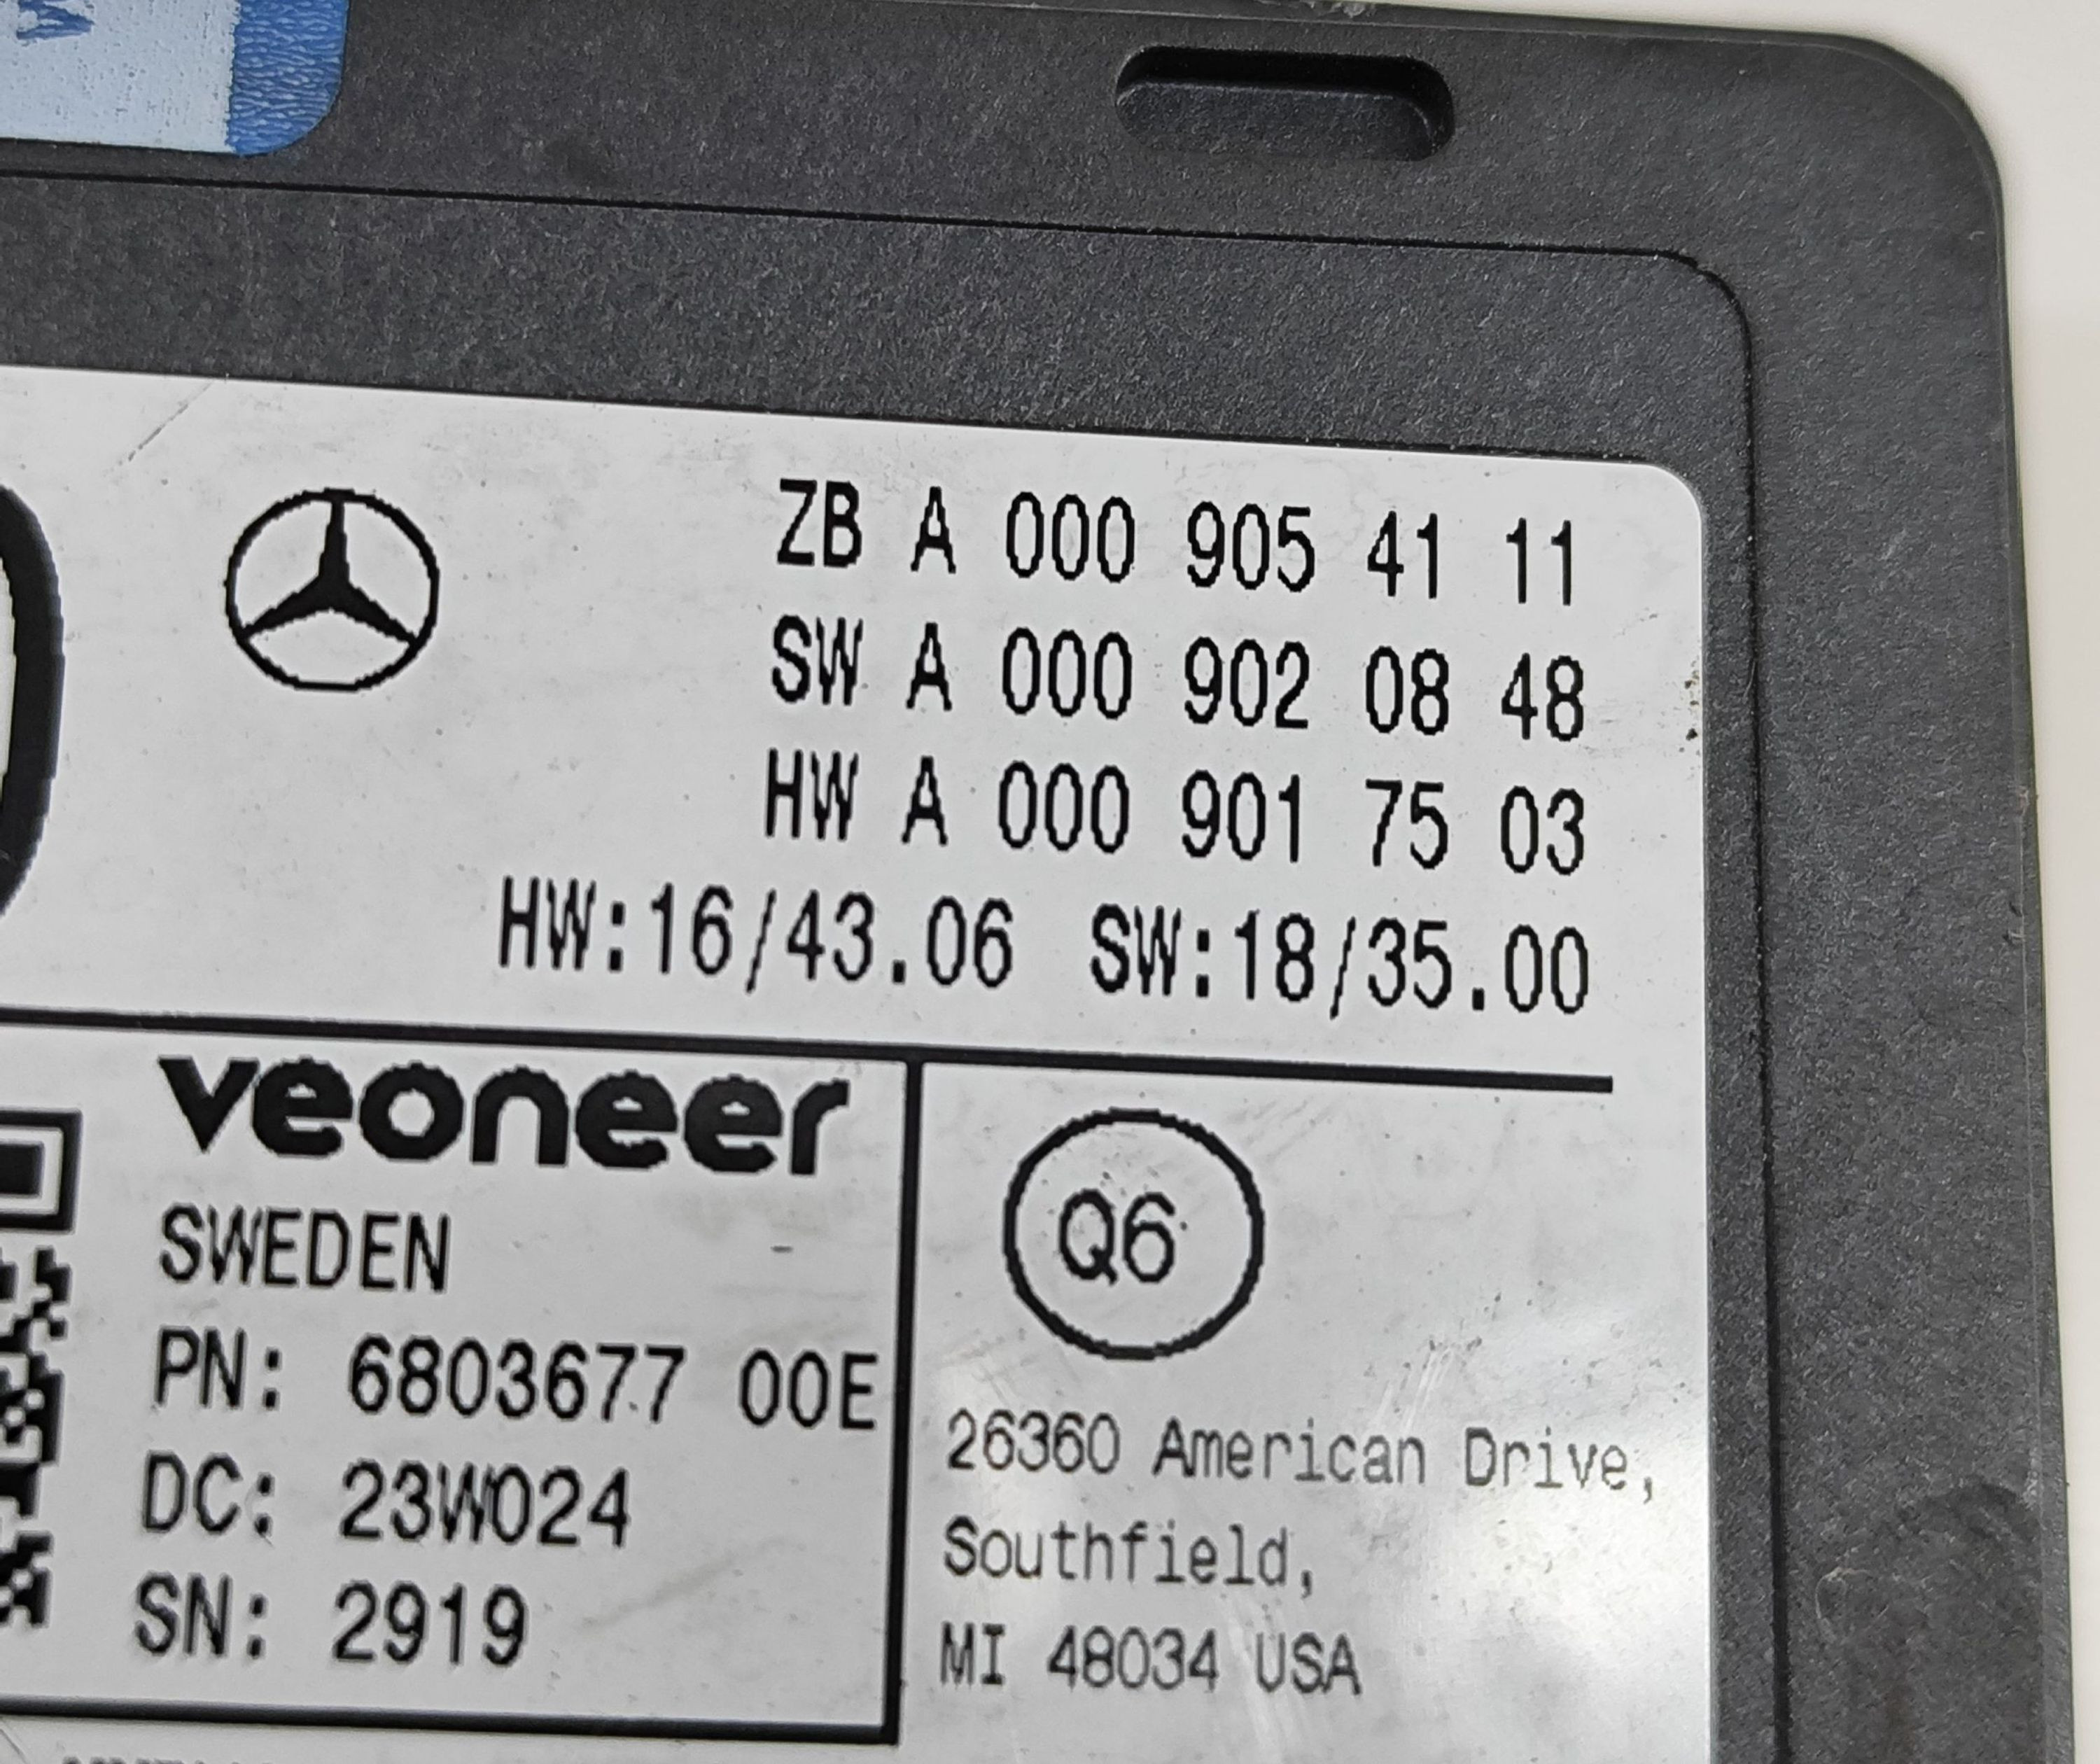 ZB A 000 905 41 11
SW A 000 902 08 48
HW A 000 901 75 03
HW:16/43.06 SW:18/35.00
veoneer
SWEDEN
PN: 6803677 00E
DC: 23W024
SN: 2919
Q6
26360 American Drive,
Southfield,
MI 48034 USA